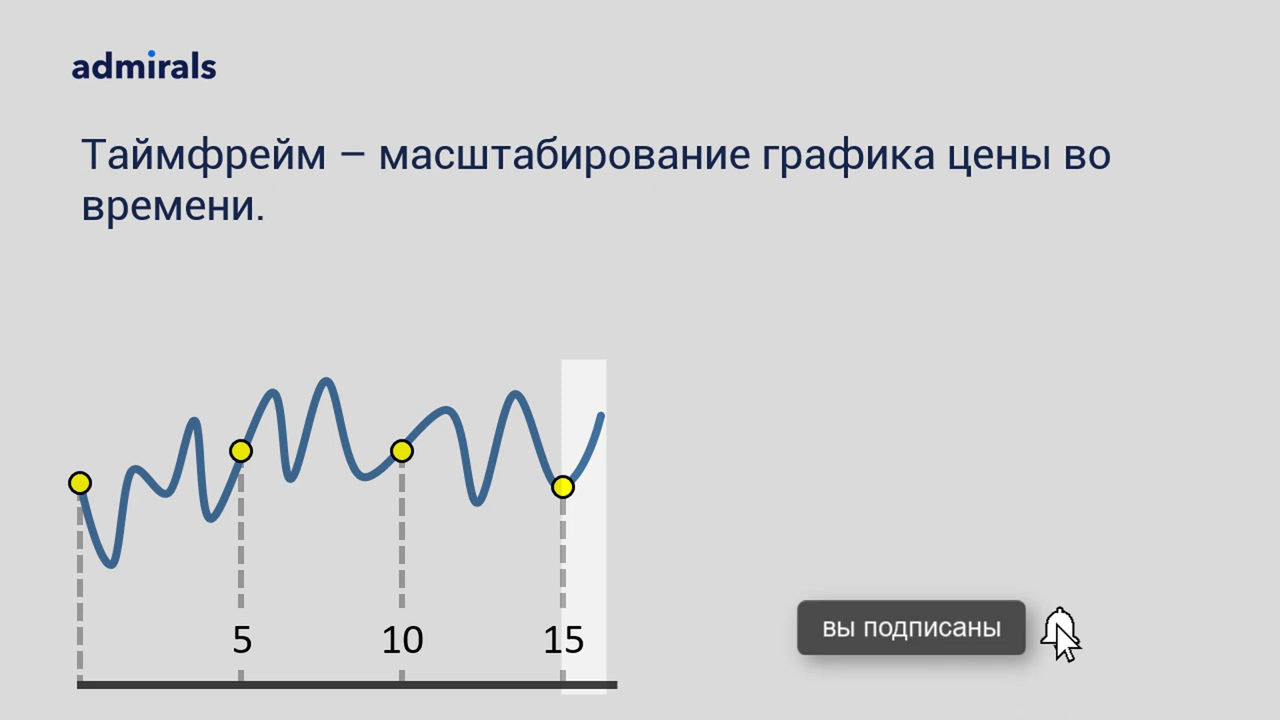 admirals
Таймфрейм – масштабирование графика цены во
времени.
5 10 15
вы подписаны